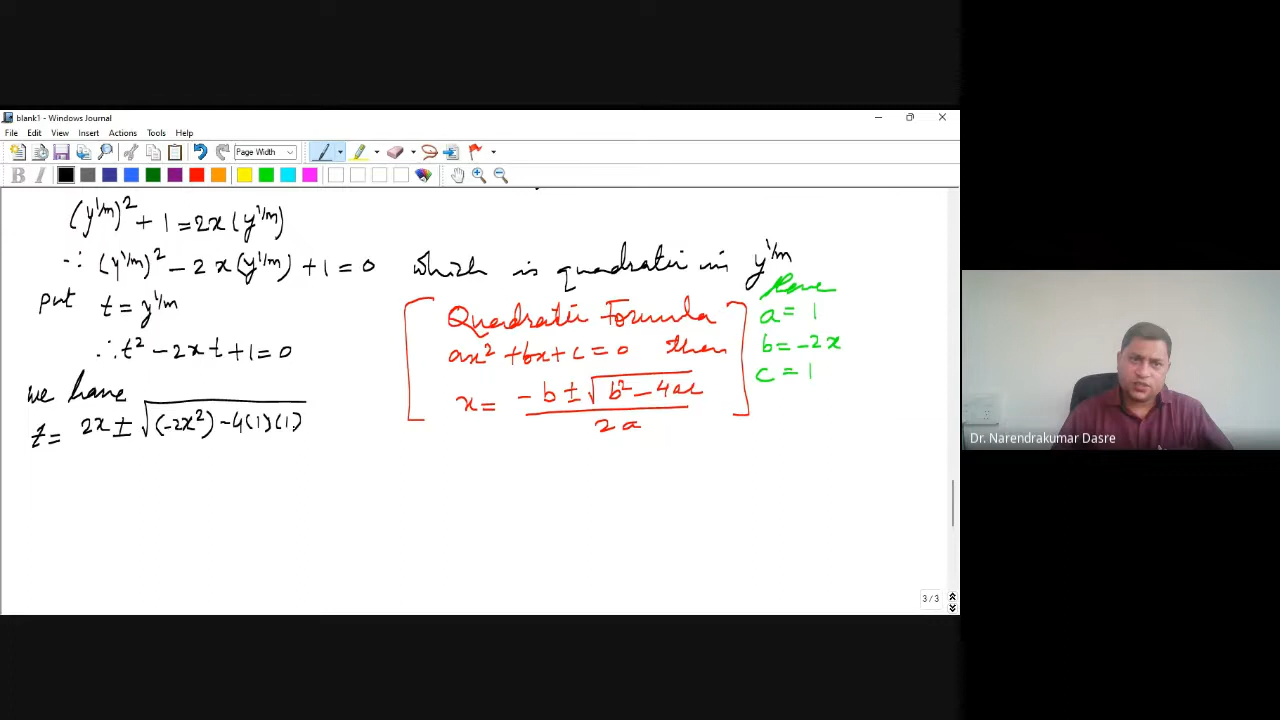 blank1 - Windows Journal
File Edit View Insert Actions Tools Help
Page Width
B I
(y^1/m)^2 + 1 = 2x (y^1/m)
∴ (y^1/m)^2 - 2x(y^1/m) + 1 = 0 which is quadratic in y^1/m
put t = y^1/m
∴ t^2 - 2x t + 1 = 0
we have
t = 2x ± √(-2x^2) - 4(1)(1)
[ Quadratic Formula
ax^2 + bx + c = 0 then
x = -b ± √b^2 - 4ac
2a ]
a = 1
b = -2x
c = 1
3 / 3
Dr. Narendrakumar Dasre